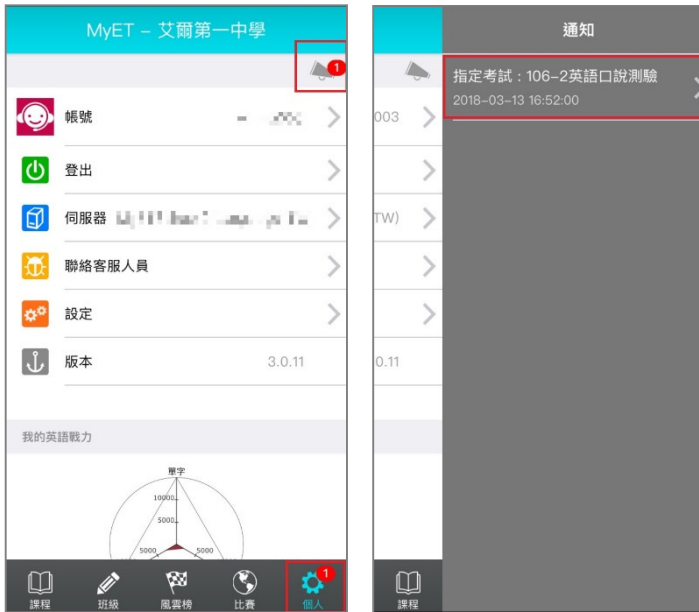 MyET – 艾爾第一中學
1
帳號
登出
伺服器
聯絡客服人員
設定
版本 3.0.11
我的英語戰力
單字
10000
5000
5000 5000
課程 班級 風雲榜 比賽 個人
1
通知
指定考試：106-2英語口說測驗
2018-03-13 16:52:00
003
TW)
0.11
課程